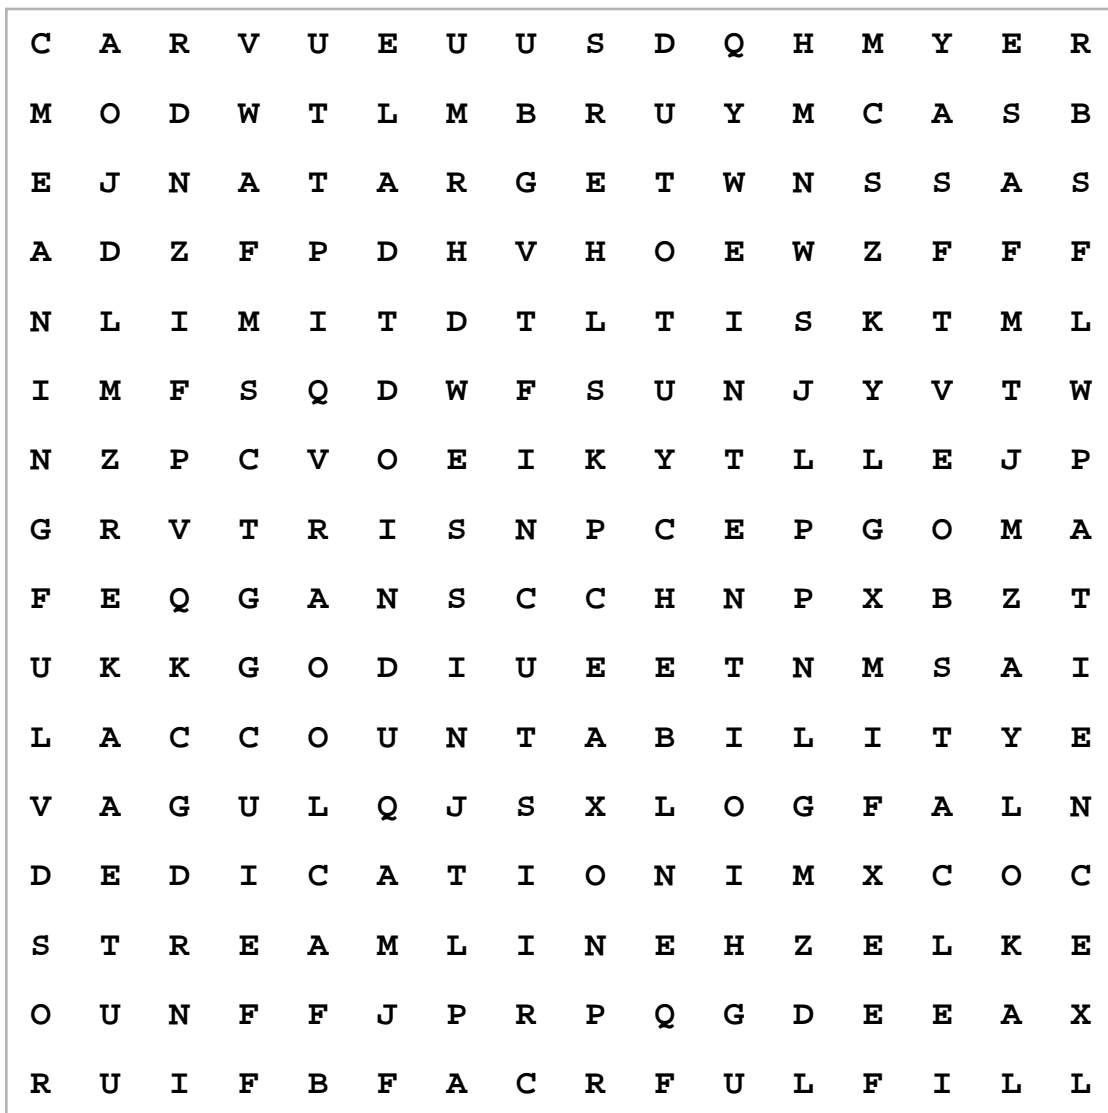 C A R V U E U U S D Q H M Y E R
M O D W T L M B R U Y M C A S B
E J N A T A R G E T W N S S A S
A D Z F P D H V H O E W Z F F F
N L I M I T D T L T I S K T M L
I M F S Q D W F S U N J Y V T W
N Z P C V O E I K Y T L L E J P
G R V T R I S N P C E P G O M A
F E Q G A N S C C H N P X B Z T
U K K G O D I U E E T N M S A I
L A C C O U N T A B I L I T Y E
V A G U L Q J S X L O G F A L N
D E D I C A T I O N I M X C O C
S T R E A M L I N E H Z E L K E
O U N F F J P R P Q G D E E A X
R U I F B F A C R F U L F I L L